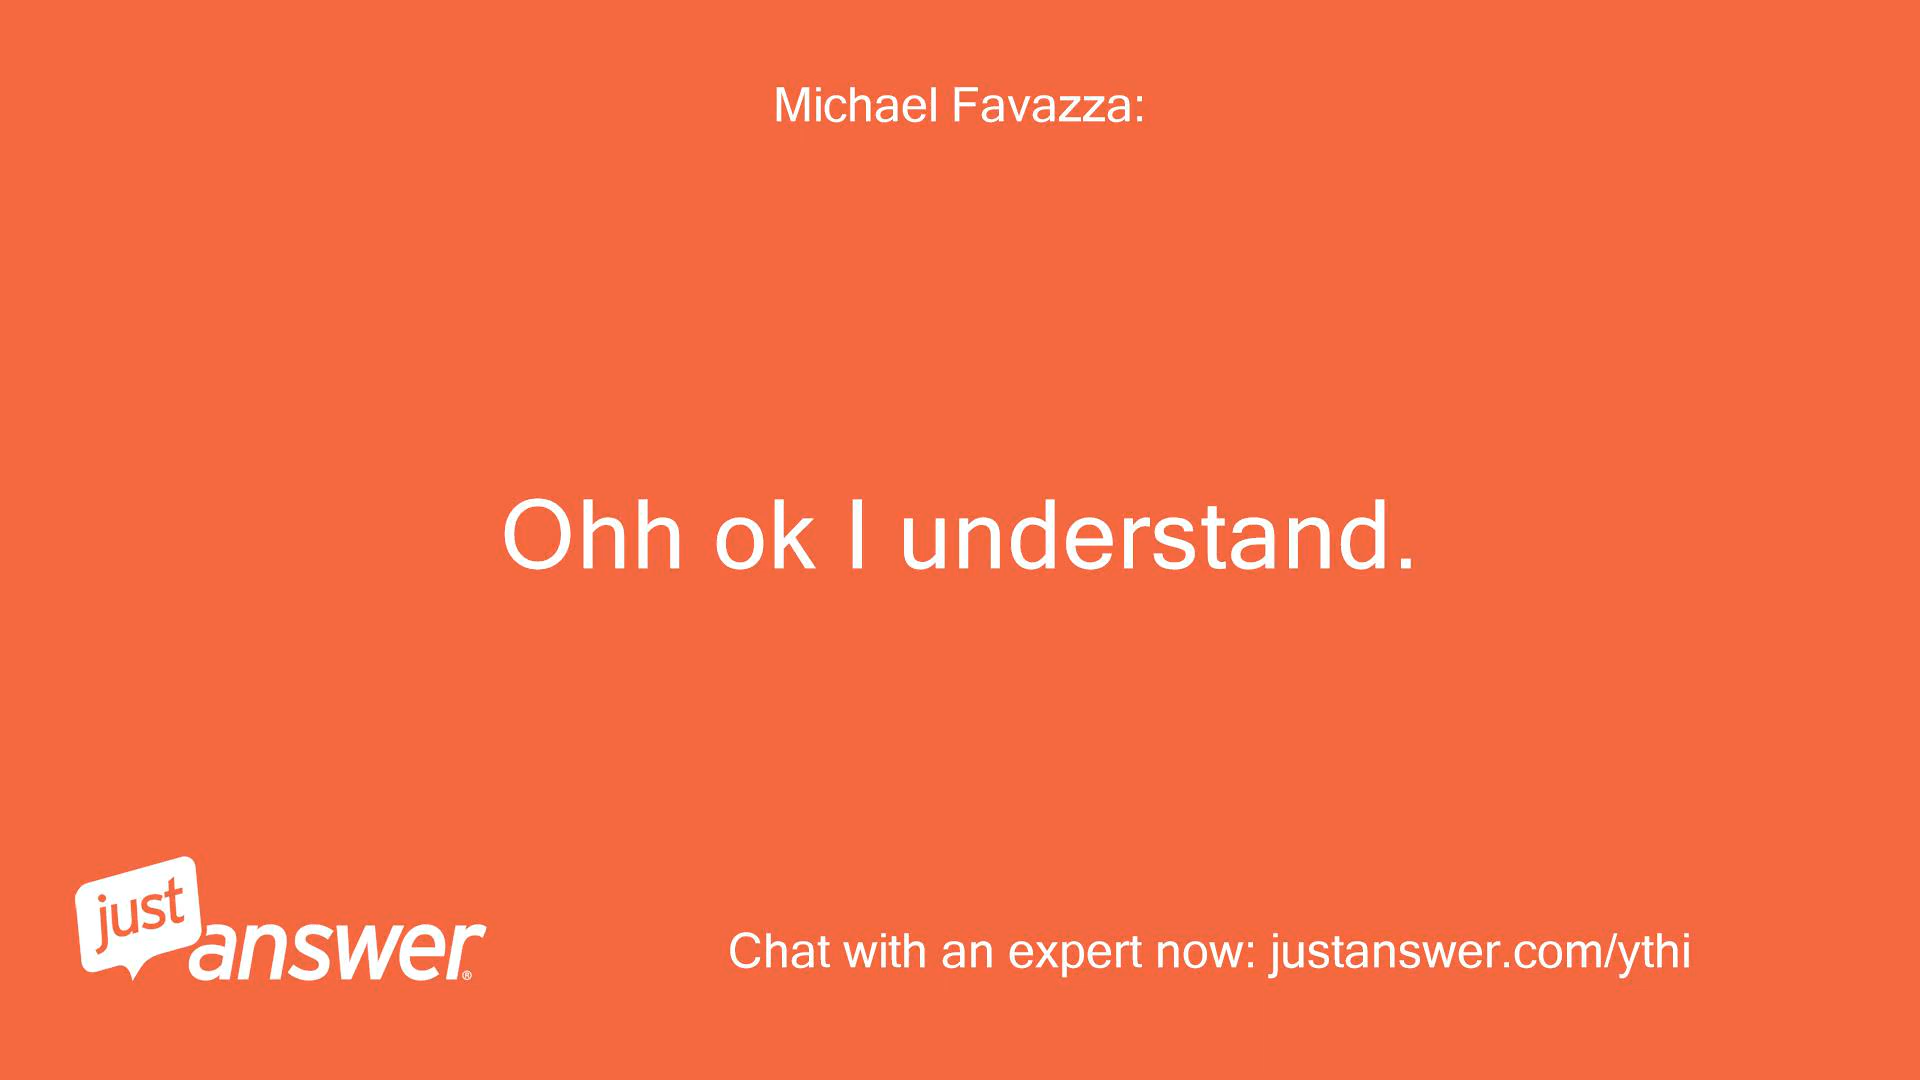 Michael Favazza:
Ohh ok I understand.
just
answer®
Chat with an expert now: justanswer.com/ythi